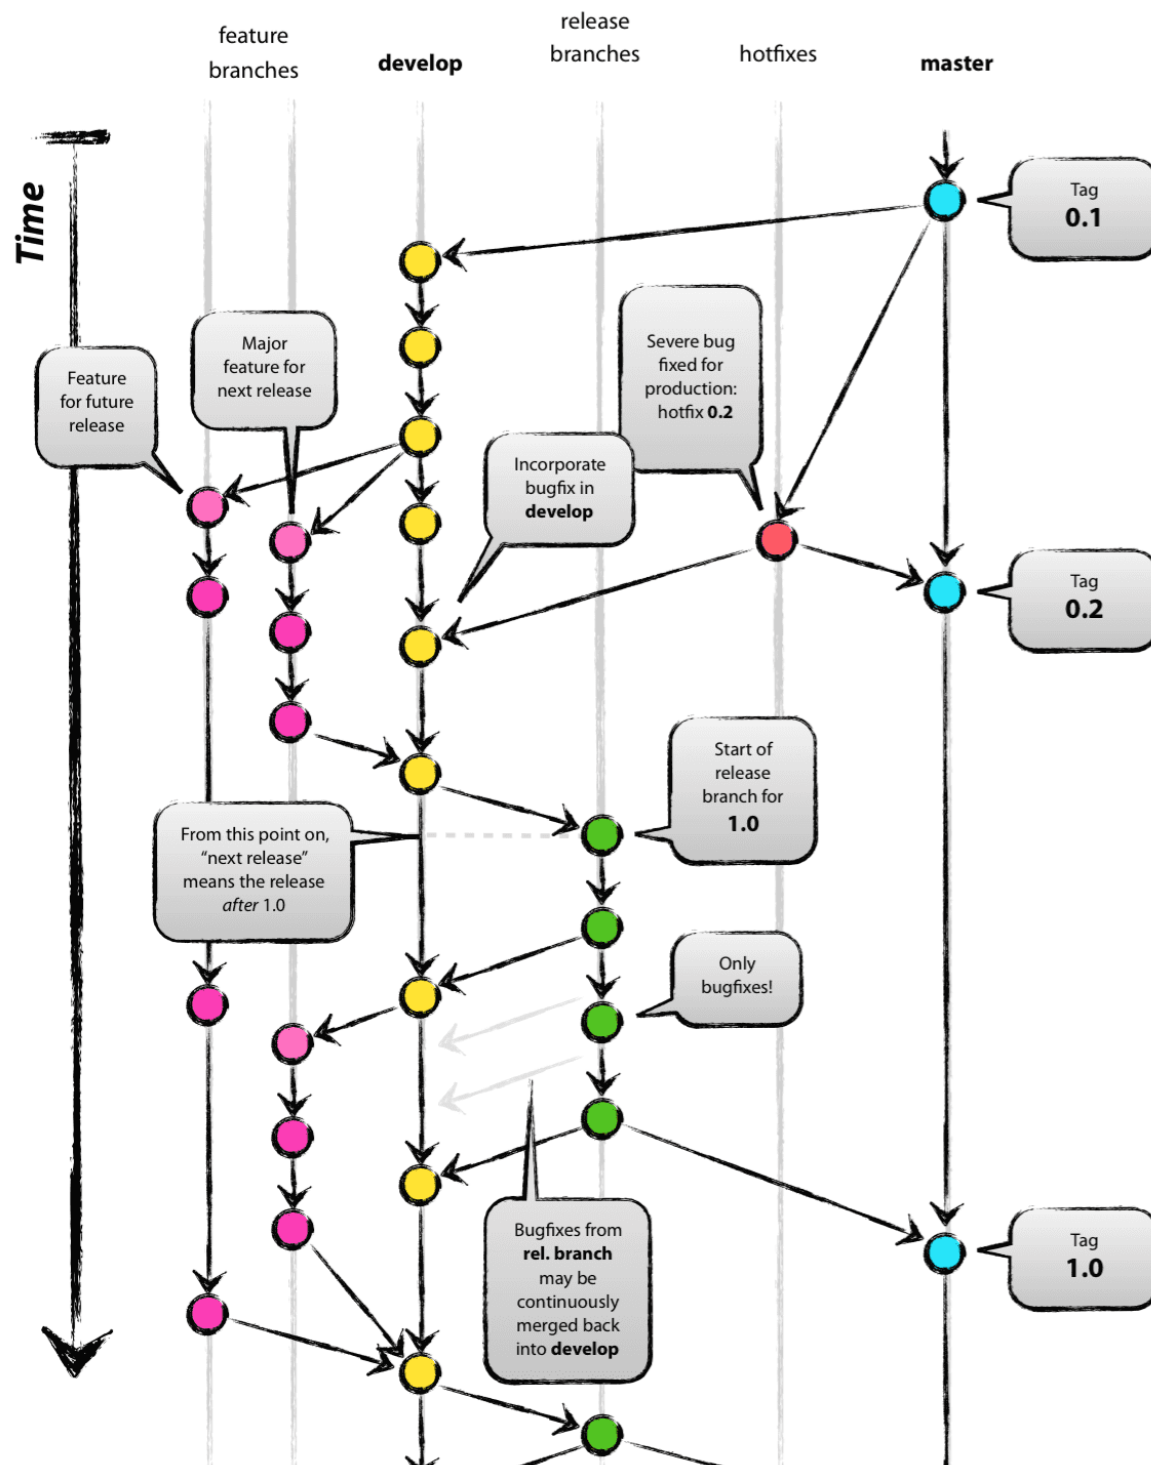 feature
branches
develop
release
branches
hotfixes
master
Time
Tag
0.1
Severe bug
fixed for
production:
hotfix 0.2
Major
feature for
next release
Feature
for future
release
Incorporate
bugfix in
develop
Tag
0.2
Start of
release
branch for
1.0
From this point on,
“next release”
means the release
after 1.0
Only
bugfixes!
Bugfixes from
rel. branch
may be
continuously
merged back
into develop
Tag
1.0